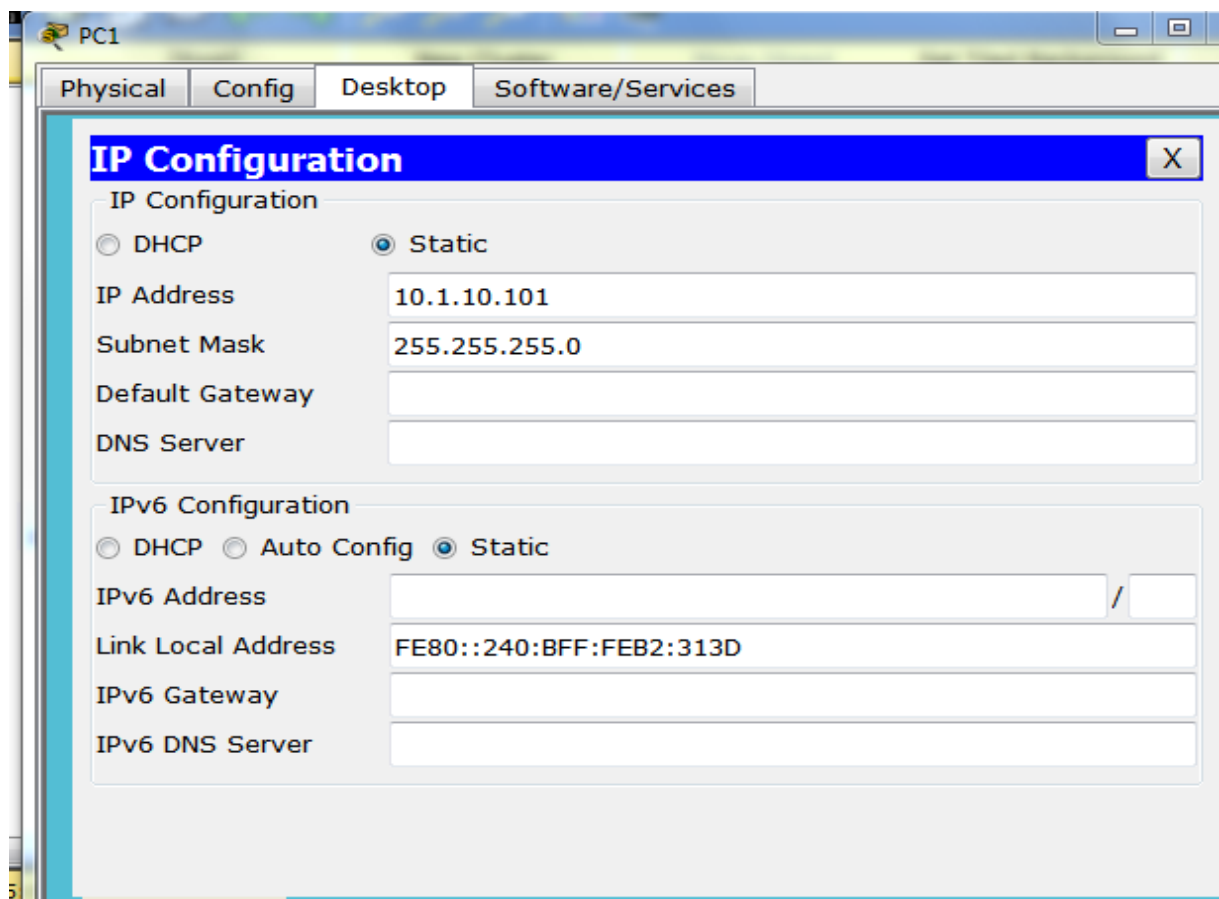 PC1
Physical Config Desktop Software/Services
IP Configuration X
IP Configuration
DHCP Static
IP Address 10.1.10.101
Subnet Mask 255.255.255.0
Default Gateway
DNS Server
IPv6 Configuration
DHCP Auto Config Static
IPv6 Address /
Link Local Address FE80::240:BFF:FEB2:313D
IPv6 Gateway
IPv6 DNS Server